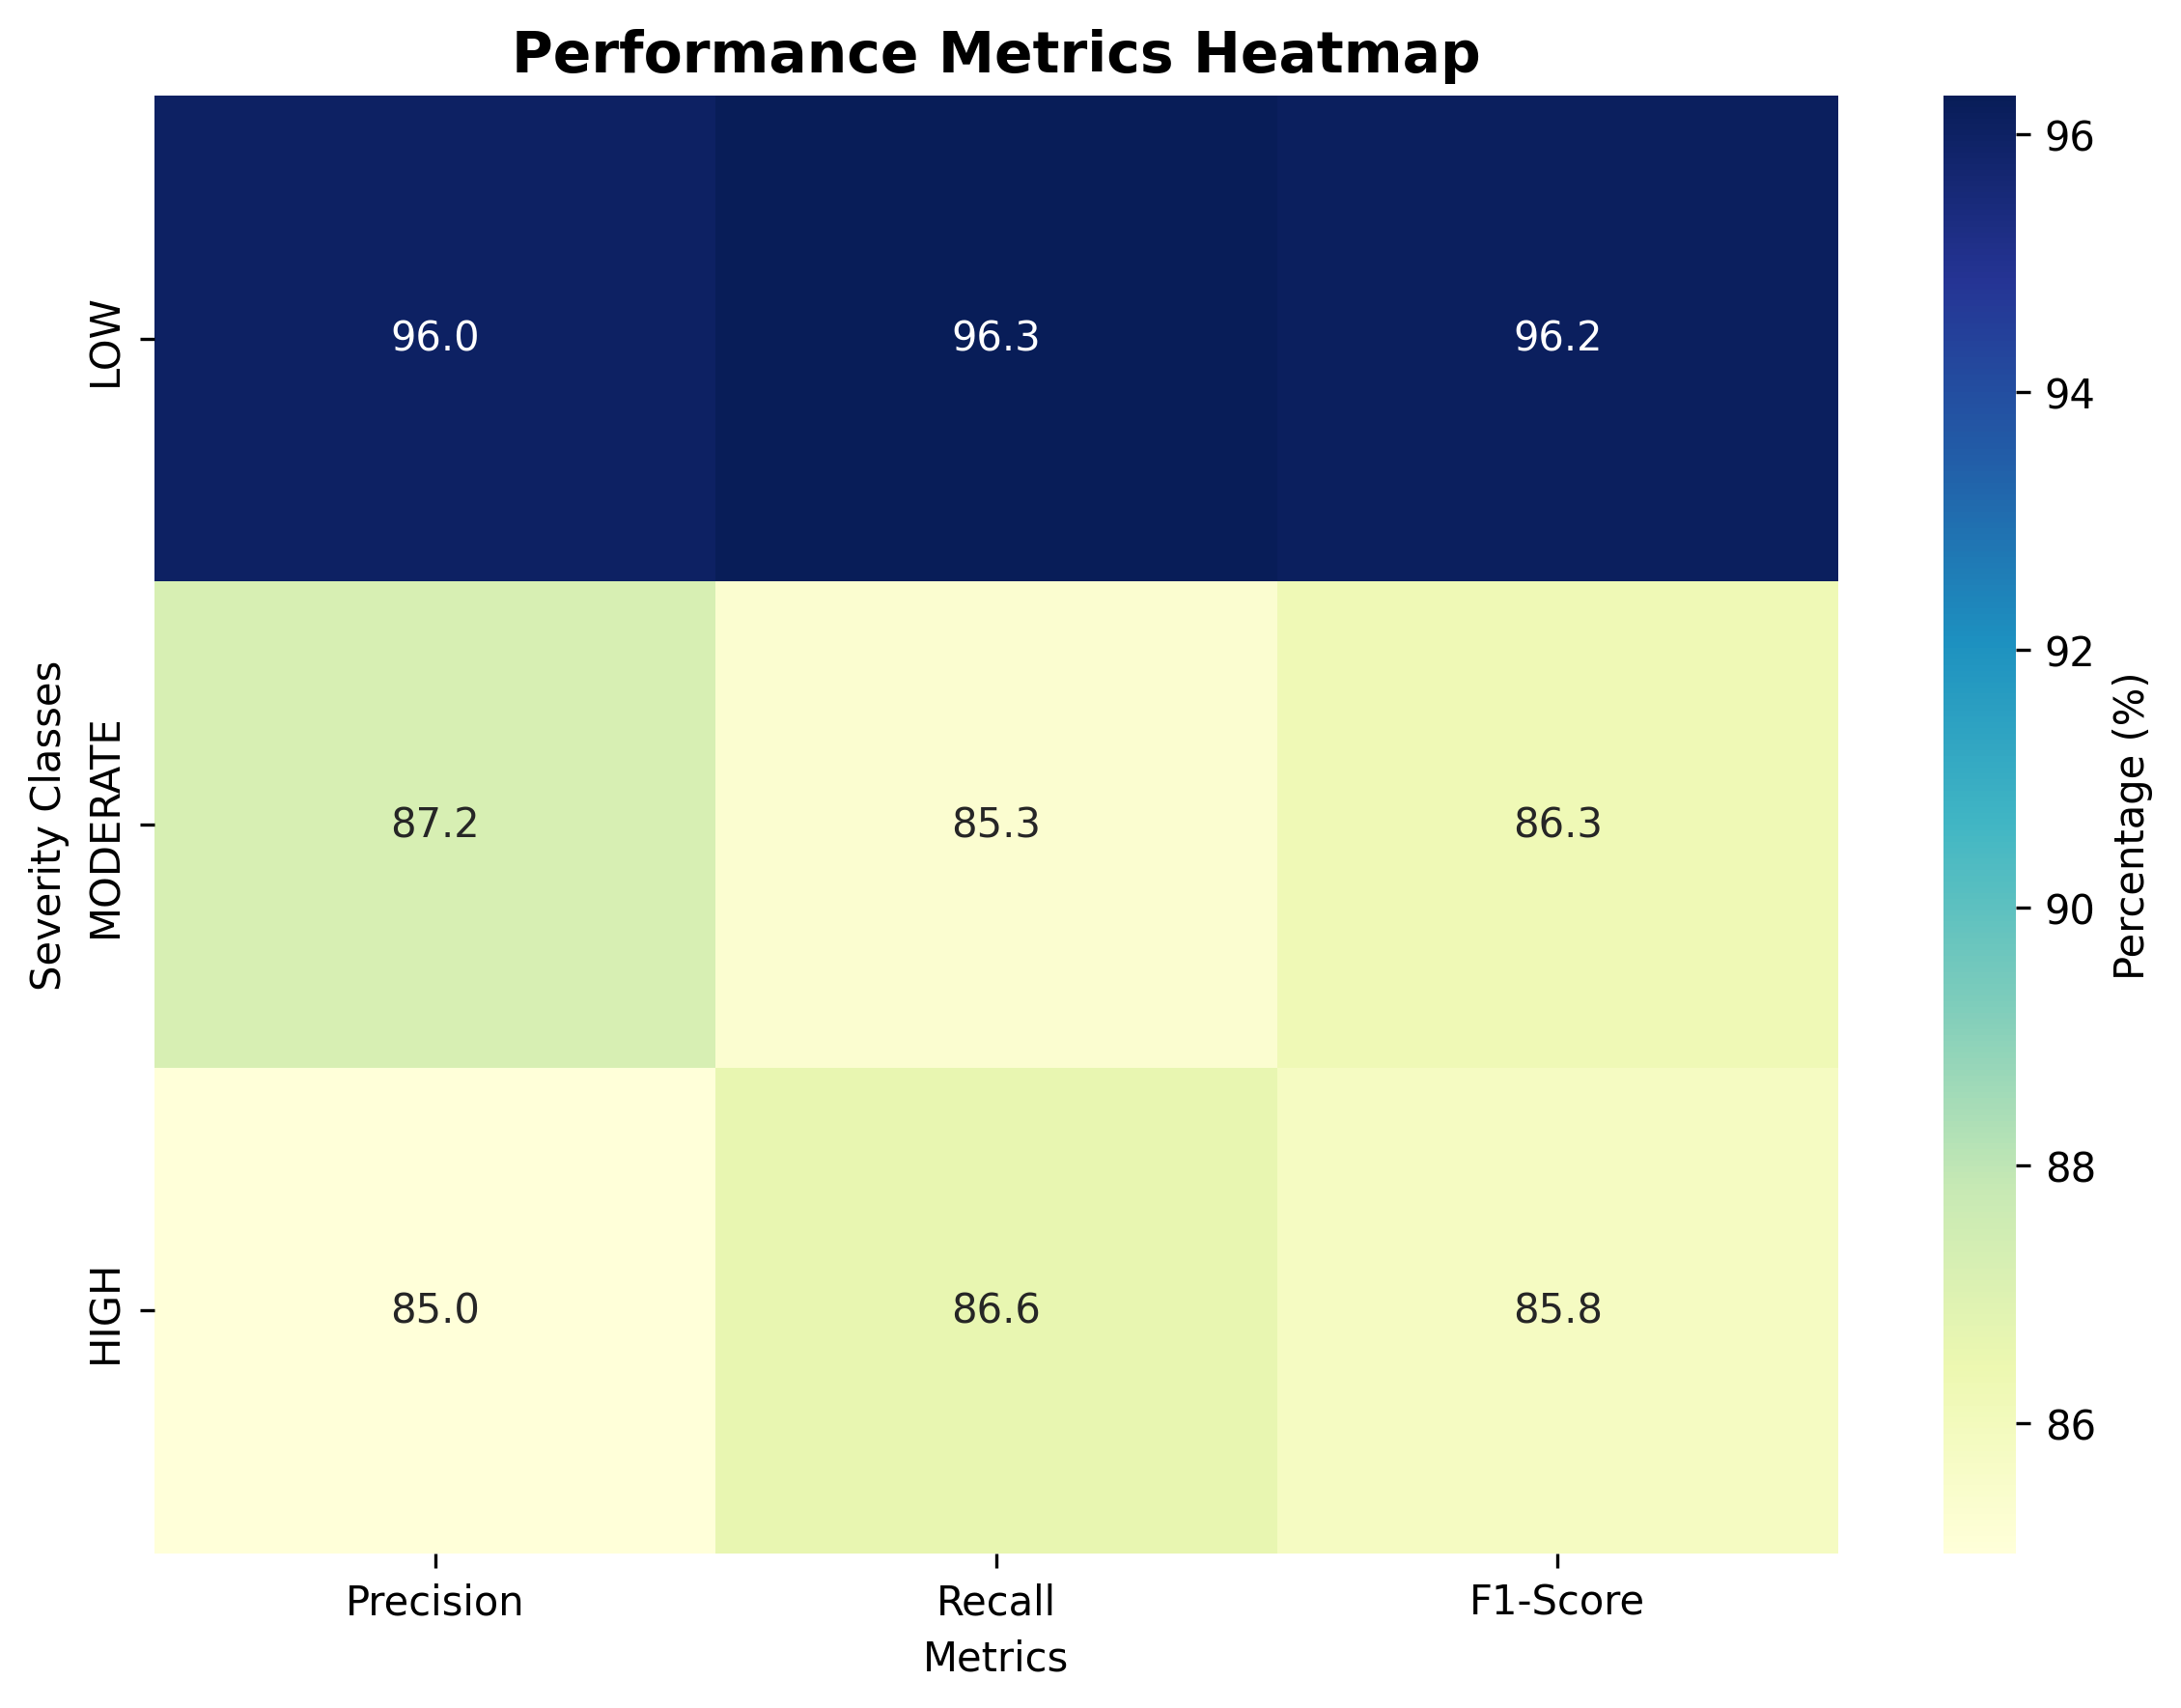 Performance Metrics Heatmap
Severity Classes
LOW
96.0 96.3 96.2
MODERATE
87.2 85.3 86.3
HIGH
85.0 86.6 85.8
Precision Recall F1-Score
Metrics
96
94
92
90
88
86
Percentage (%)